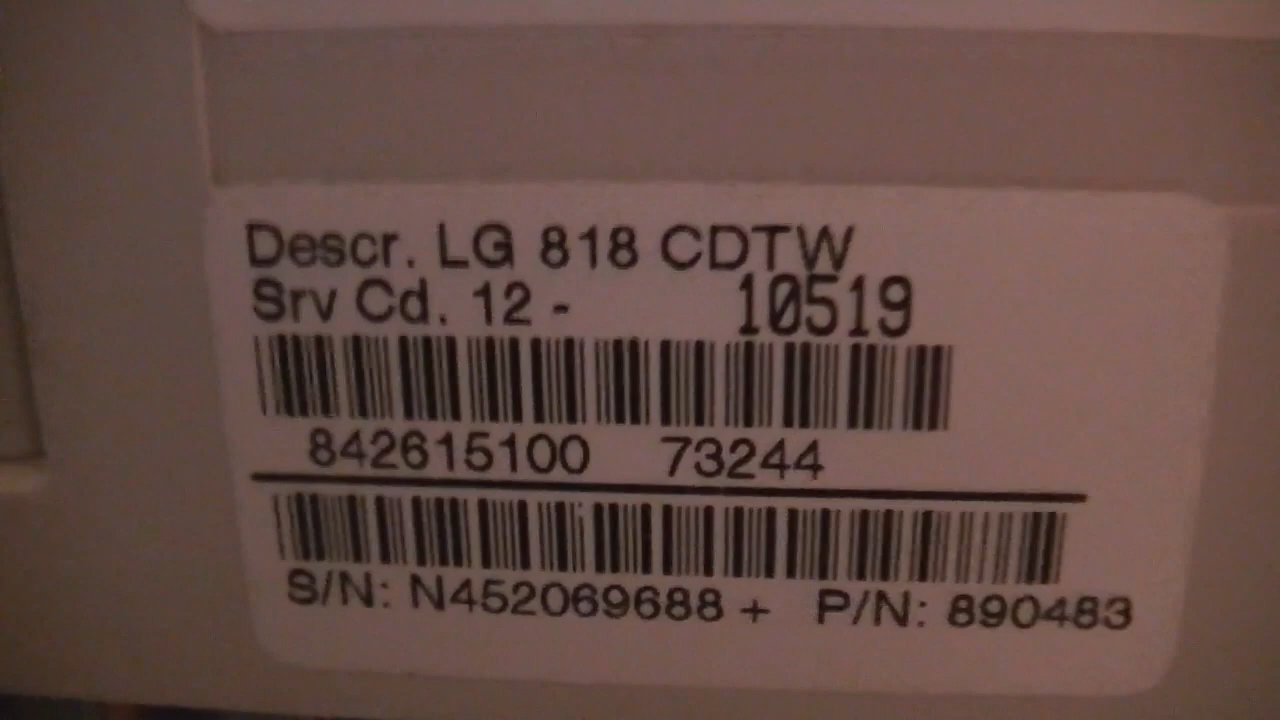 Descr. LG 818 CDTW
Srv Cd. 12 - 10519
842615100 73244
S/N: N452069688 + P/N: 890483